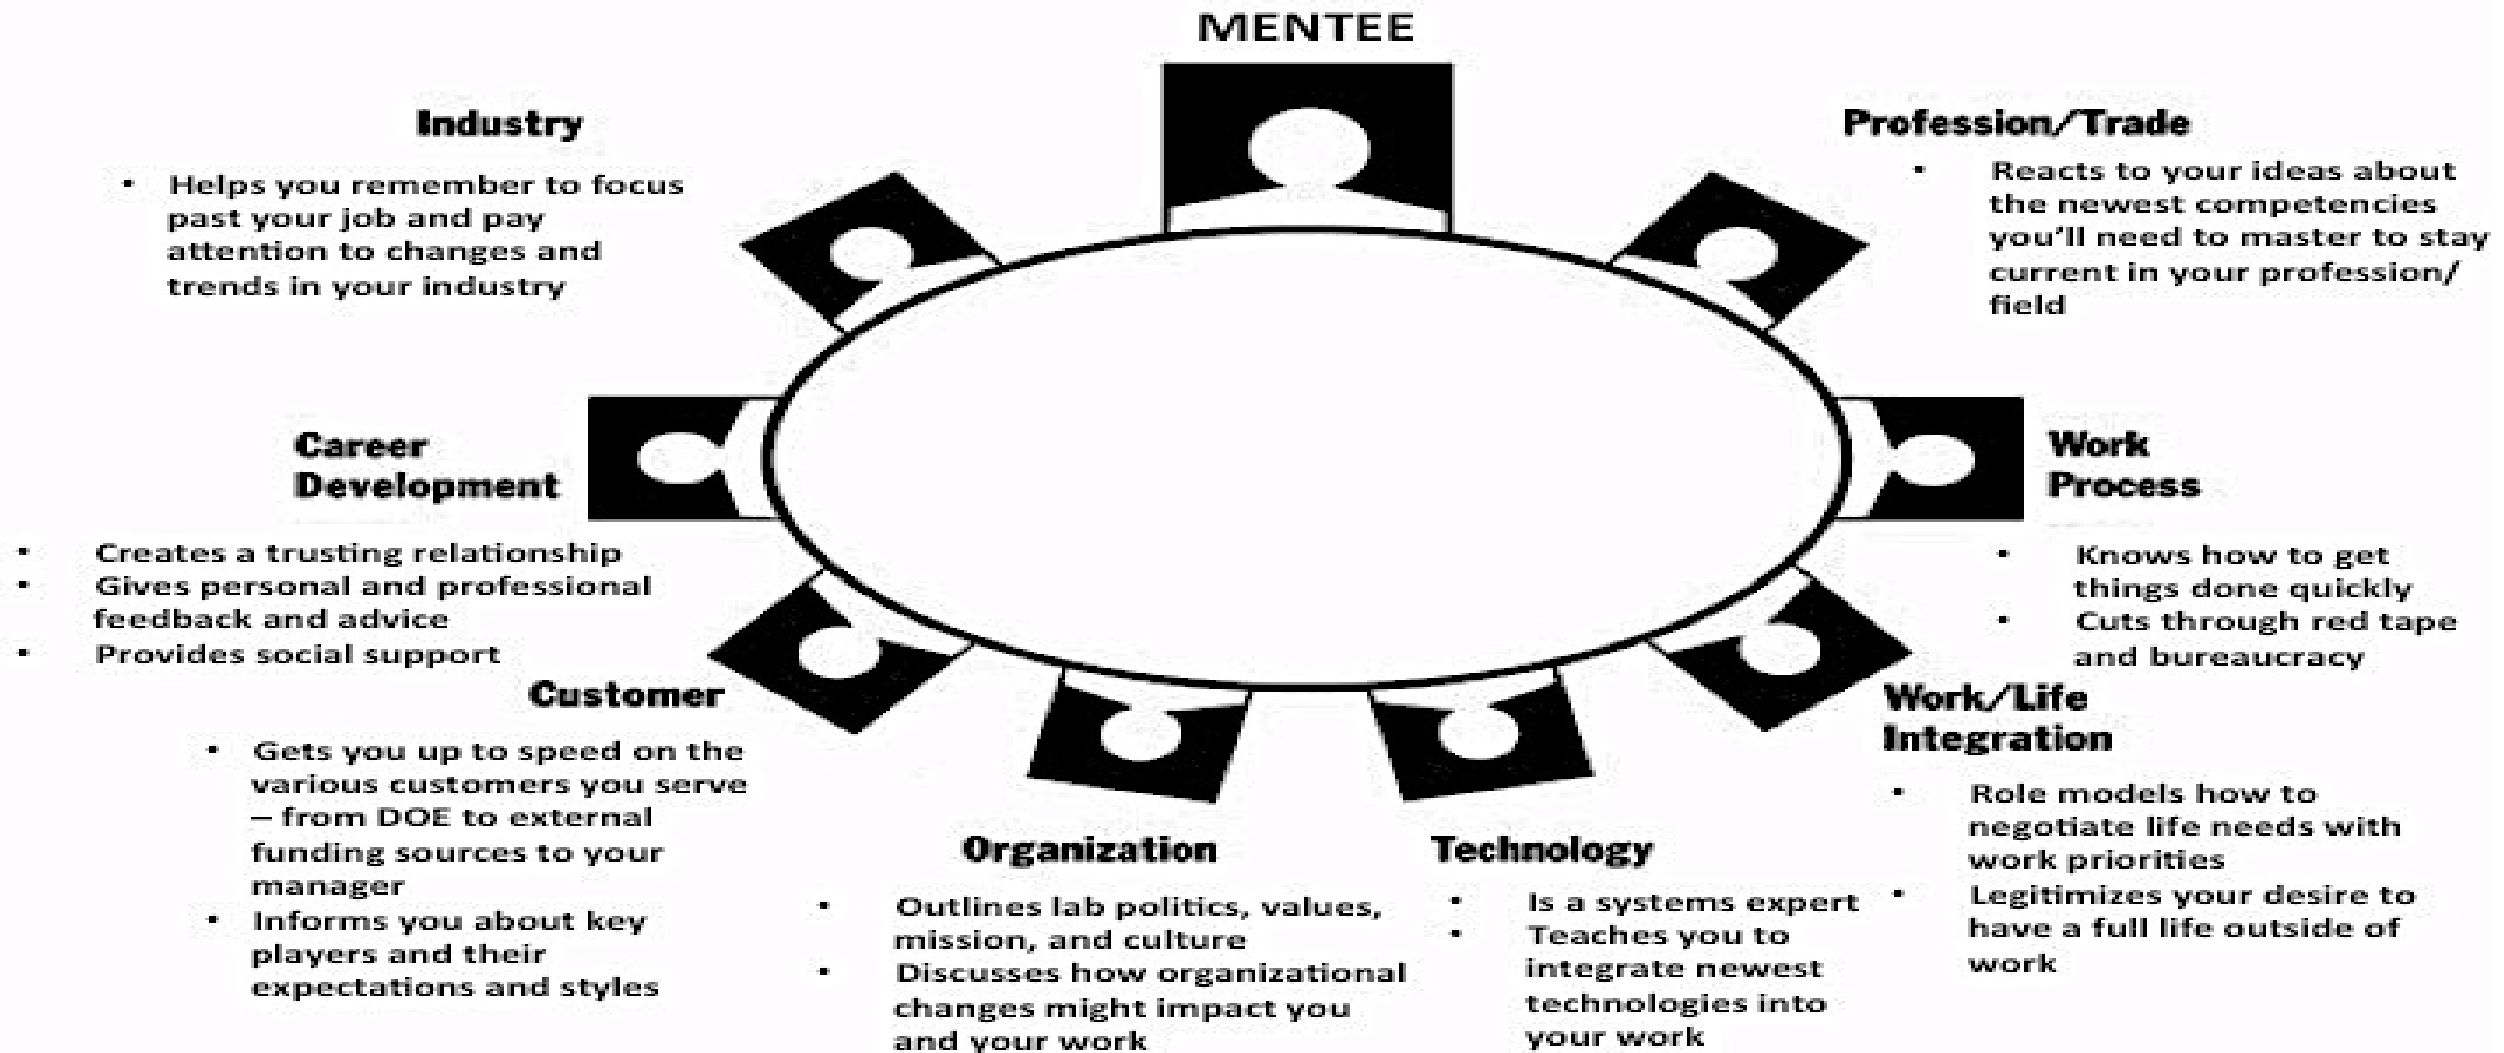 MENTEE
Industry
• Helps you remember to focus
past your job and pay
attention to changes and
trends in your industry
Profession/Trade
• Reacts to your ideas about
the newest competencies
you'll need to master to stay
current in your profession/
field
Career
Development
• Creates a trusting relationship
• Gives personal and professional
feedback and advice
• Provides social support
Work
Process
• Knows how to get
things done quickly
• Cuts through red tape
and bureaucracy
Customer
• Gets you up to speed on the
various customers you serve
– from DOE to external
funding sources to your
manager
• Informs you about key
players and their
expectations and styles
Organization
• Outlines lab politics, values,
mission, and culture
• Discusses how organizational
changes might impact you
and your work
Technology
• Is a systems expert
• Teaches you to
integrate newest
technologies into
your work
Work/Life
Integration
• Role models how to
negotiate life needs with
work priorities
• Legitimizes your desire to
have a full life outside of
work